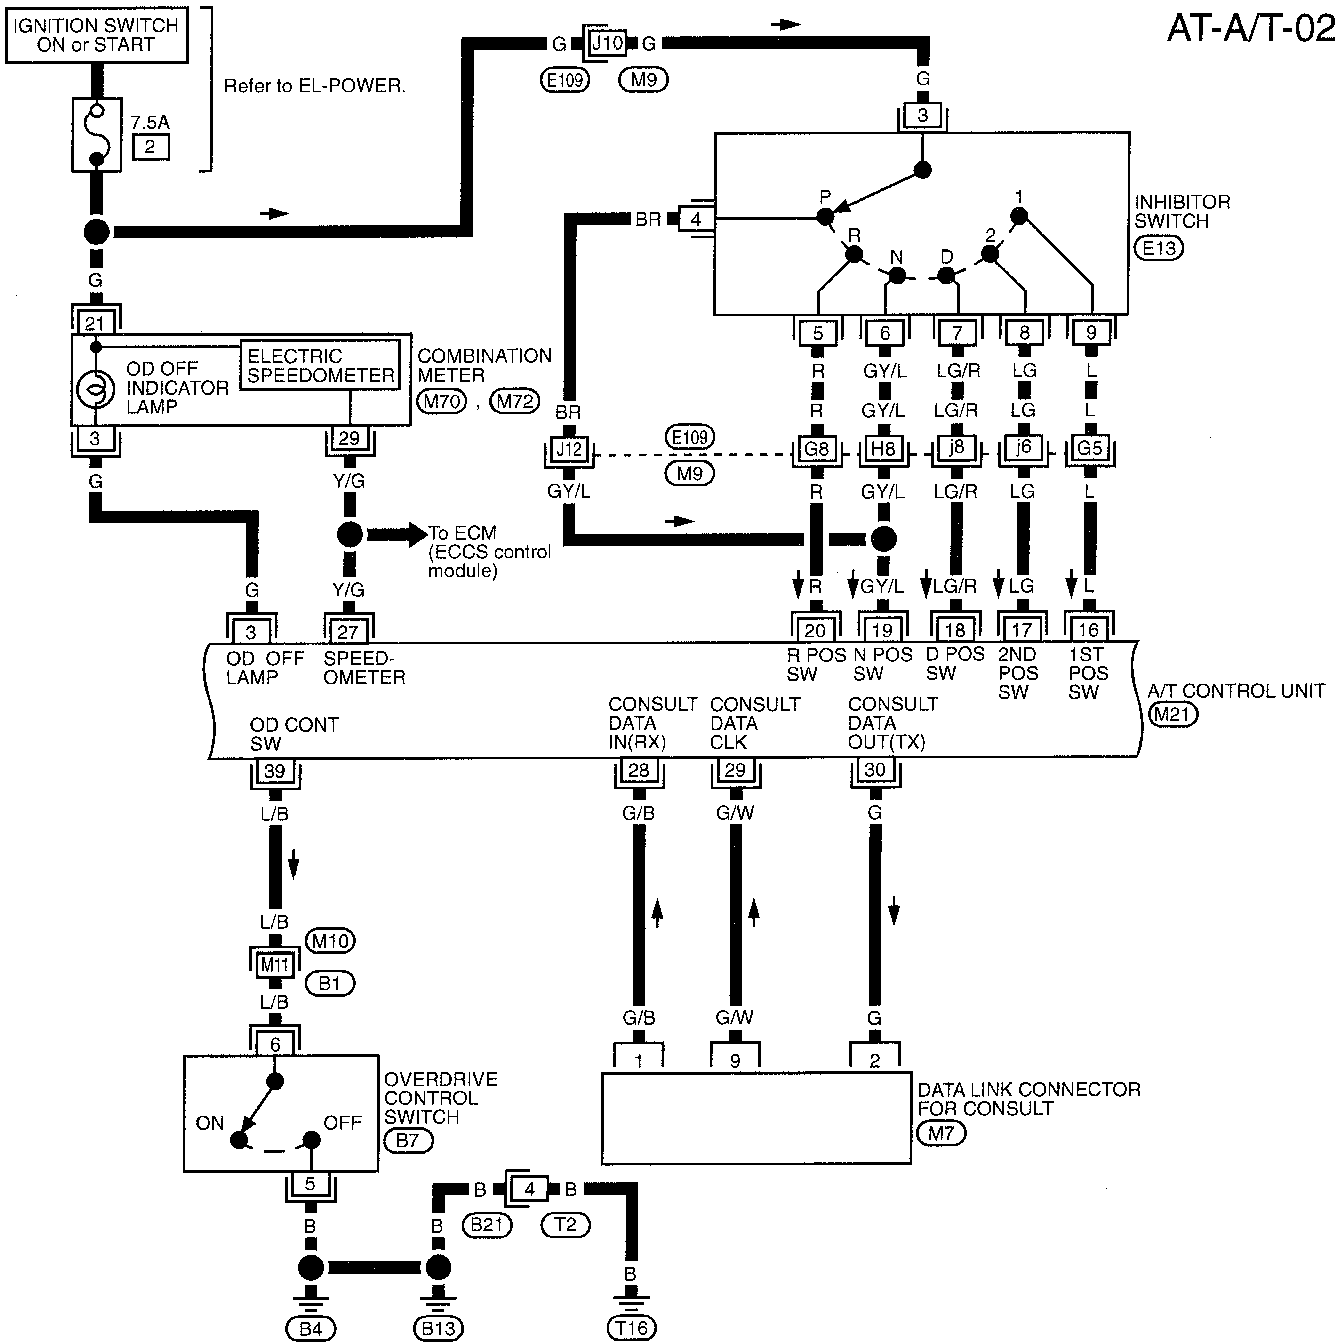 AT-A/T-02
IGNITION SWITCH
ON or START
Refer to EL-POWER.
7.5A
2
G
J10
G
E109
M9
G
3
P
R
N
D
2
1
INHIBITOR
SWITCH
E13
BR
4
G
21
5
6
7
8
9
ELECTRIC
SPEEDOMETER
OD OFF
INDICATOR
LAMP
COMBINATION
METER
M70 , M72
R
GY/L
LG/R
LG
L
BR
R
GY/L
LG/R
LG
L
3
29
J12
E109
M9
G8
H8
j8
j6
G5
G
Y/G
GY/L
R
GY/L
LG/R
LG
L
To ECM
(ECCS control
module)
G
Y/G
R
GY/L
LG/R
LG
L
3
27
20
19
18
17
16
OD OFF
LAMP
SPEED-
OMETER
R POS
SW
N POS
SW
D POS
SW
2ND
POS
SW
1ST
POS
SW
A/T CONTROL UNIT
M21
OD CONT
SW
CONSULT
DATA
IN(RX)
CONSULT
DATA
CLK
CONSULT
DATA
OUT(TX)
39
28
29
30
L/B
G/B
G/W
G
L/B
M10
M11
B1
L/B
G/B
G/W
G
6
1
9
2
ON
OFF
OVERDRIVE
CONTROL
SWITCH
B7
DATA LINK CONNECTOR
FOR CONSULT
M7
5
B
4
B
B21
T2
B
B
B
B4
B13
T16